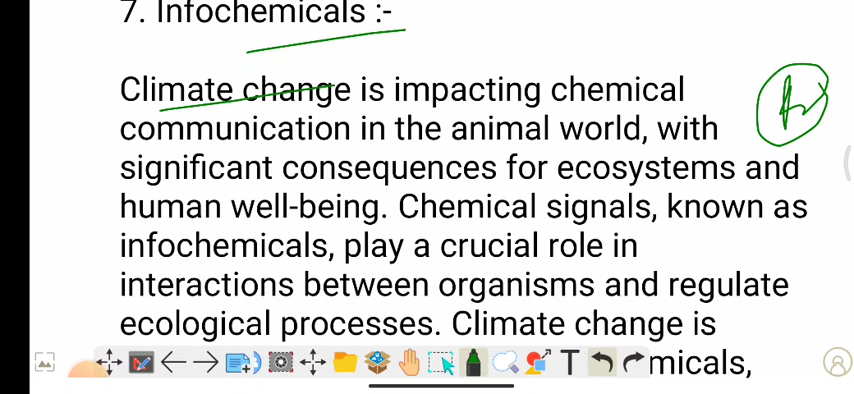 7. Infochemicals :-
Climate change is impacting chemical
communication in the animal world, with
significant consequences for ecosystems and
human well-being. Chemical signals, known as
infochemicals, play a crucial role in
interactions between organisms and regulate
ecological processes. Climate change is
micals,